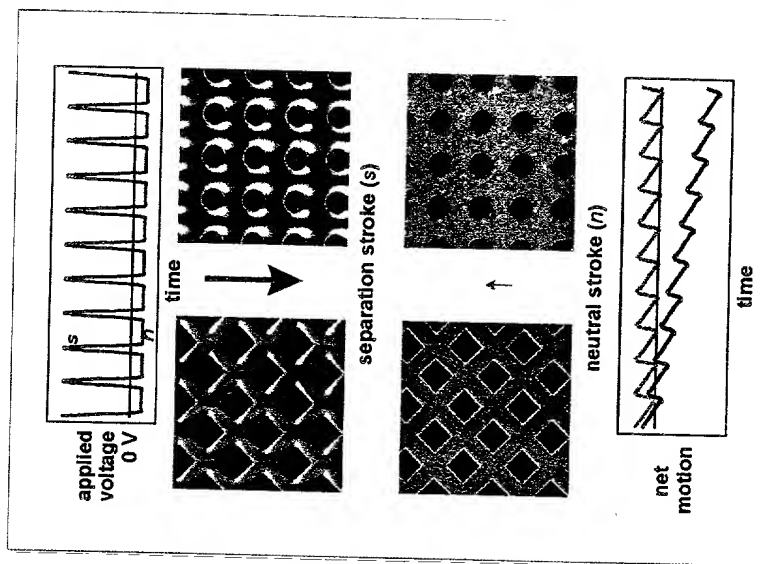 applied
voltage
0 V
s
n
time
separation stroke (s)
neutral stroke (n)
net
motion
time